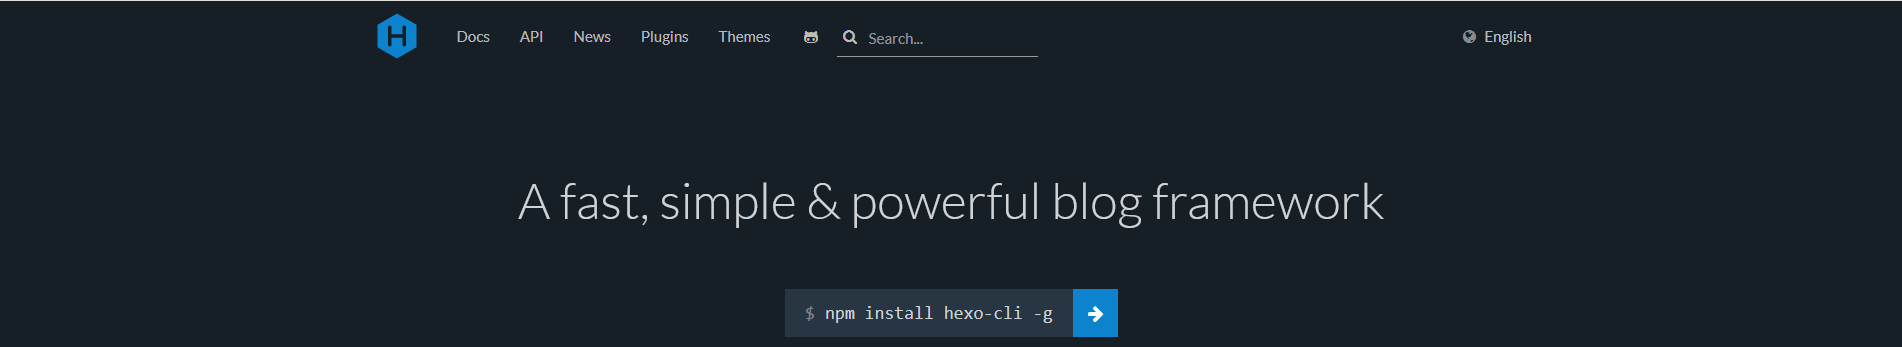 H Docs API News Plugins Themes Search... English
A fast, simple & powerful blog framework
$ npm install hexo-cli -g